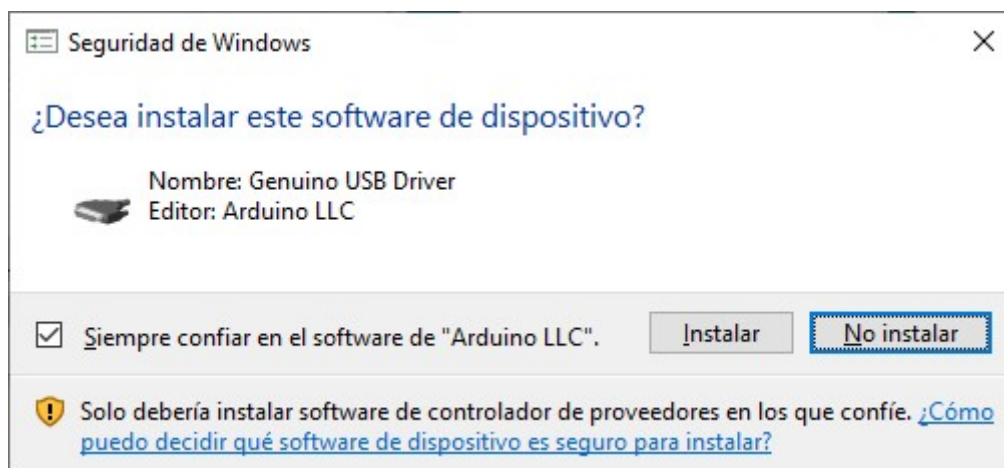 Seguridad de Windows
¿Desea instalar este software de dispositivo?
Nombre: Genuino USB Driver
Editor: Arduino LLC
Siempre confiar en el software de "Arduino LLC".
Instalar
No instalar
Solo debería instalar software de controlador de proveedores en los que confíe. ¿Cómo
puedo decidir qué software de dispositivo es seguro para instalar?